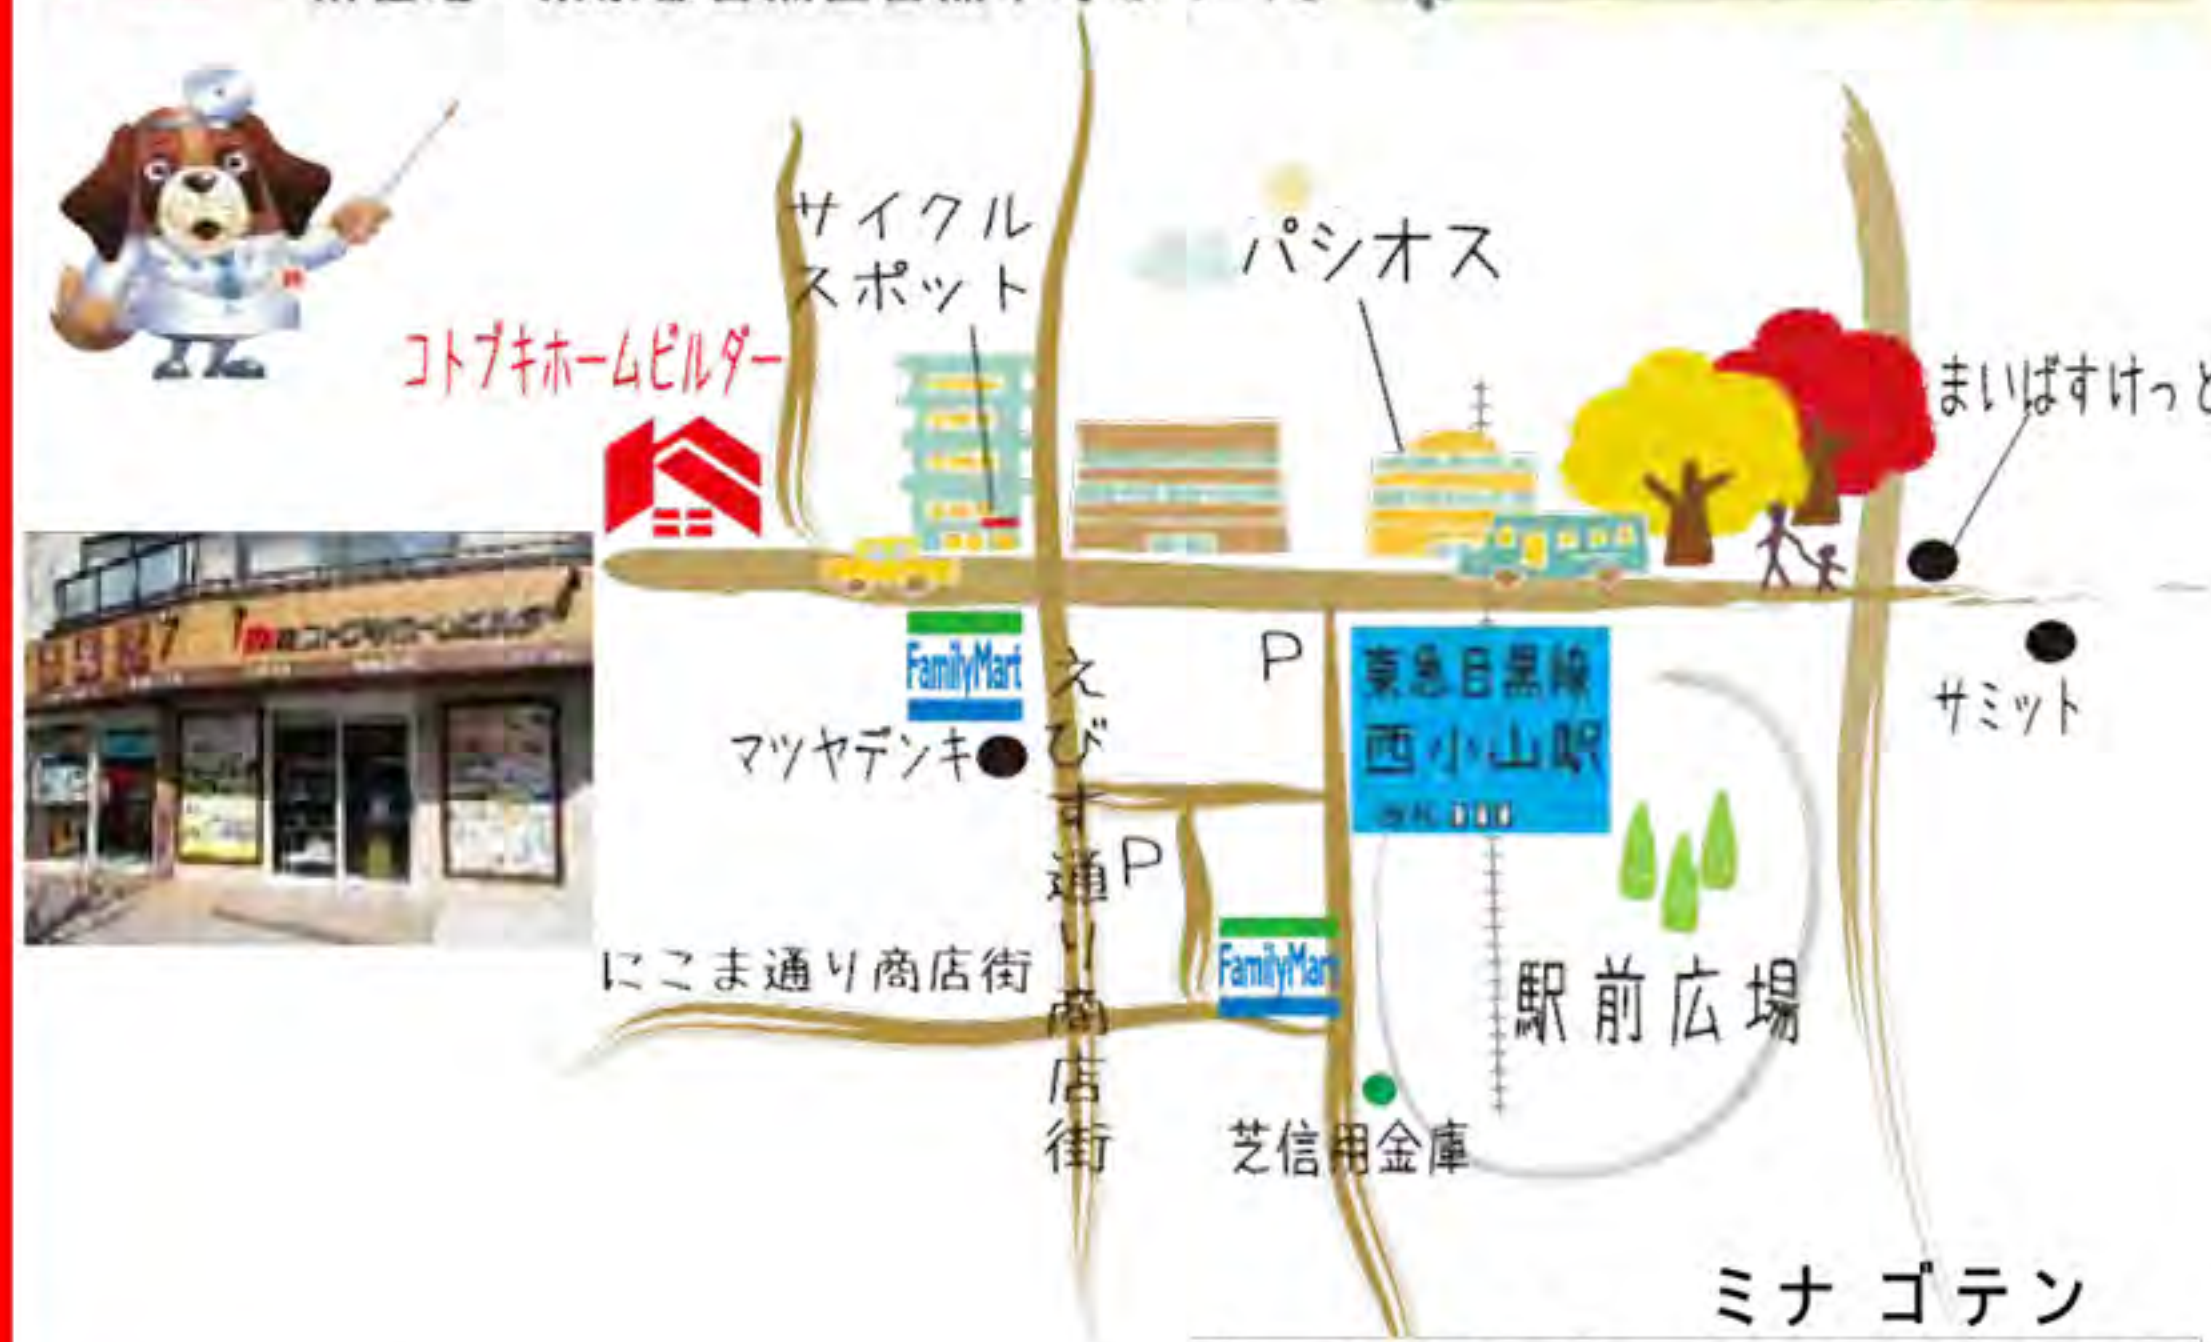 サイクル
スポット
パシオス
コトブキホームビルダー
まいばすけっと
FamilyMart
えびす通り商店街
P
東急目黒線
西小山駅
改札
サミット
マツヤデンキ
P
にこま通り商店街
FamilyMart
駅前広場
芝信用金庫
ミナ ゴテン